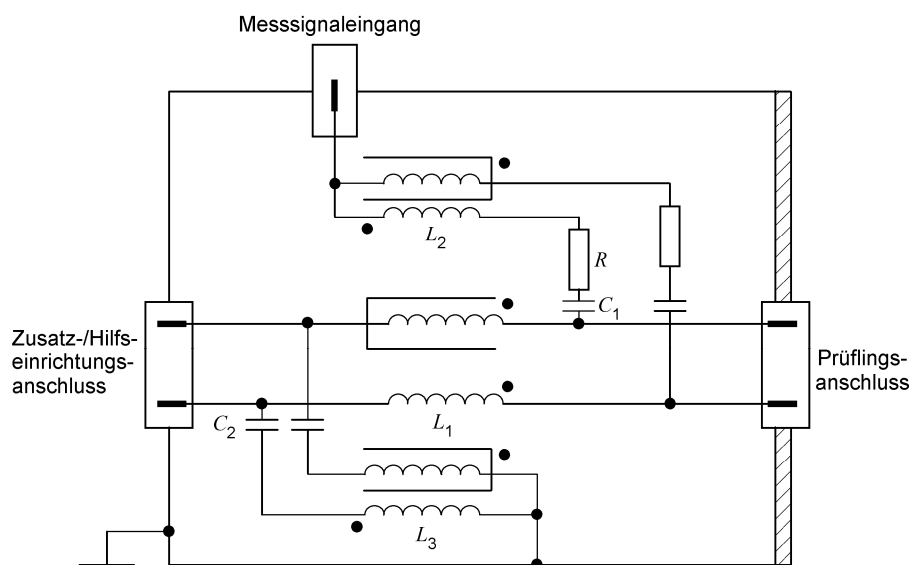 Messsignaleingang
L2
R
C1
Zusatz-/Hilfs-
einrichtungs-
anschluss
Prüflings-
anschluss
C2
L1
L3